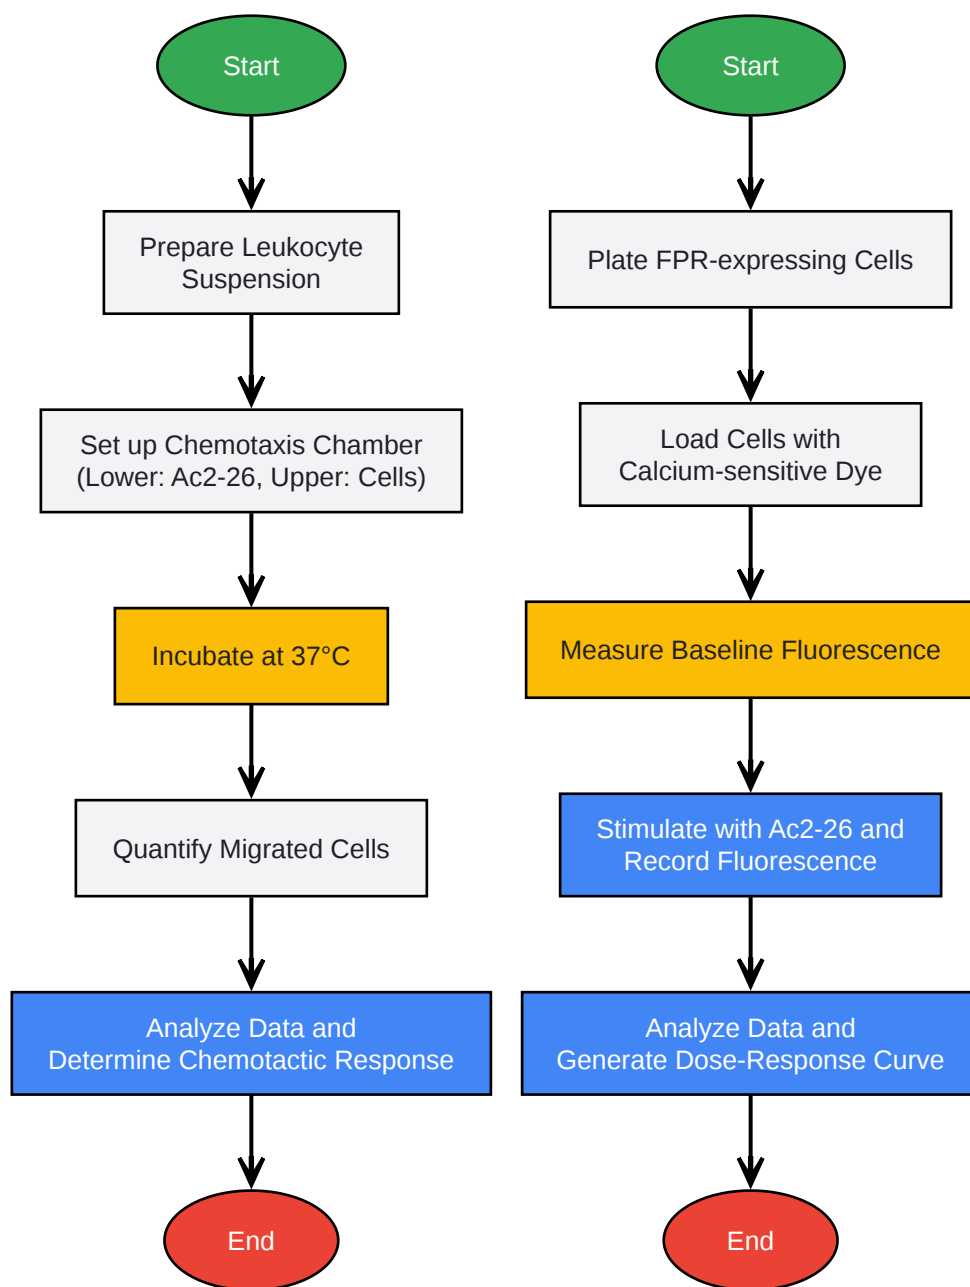 Start
Prepare Leukocyte
Suspension
Set up Chemotaxis Chamber
(Lower: Ac2-26, Upper: Cells)
Incubate at 37°C
Quantify Migrated Cells
Analyze Data and
Determine Chemotactic Response
End
Start
Plate FPR-expressing Cells
Load Cells with
Calcium-sensitive Dye
Measure Baseline Fluorescence
Stimulate with Ac2-26 and
Record Fluorescence
Analyze Data and
Generate Dose-Response Curve
End